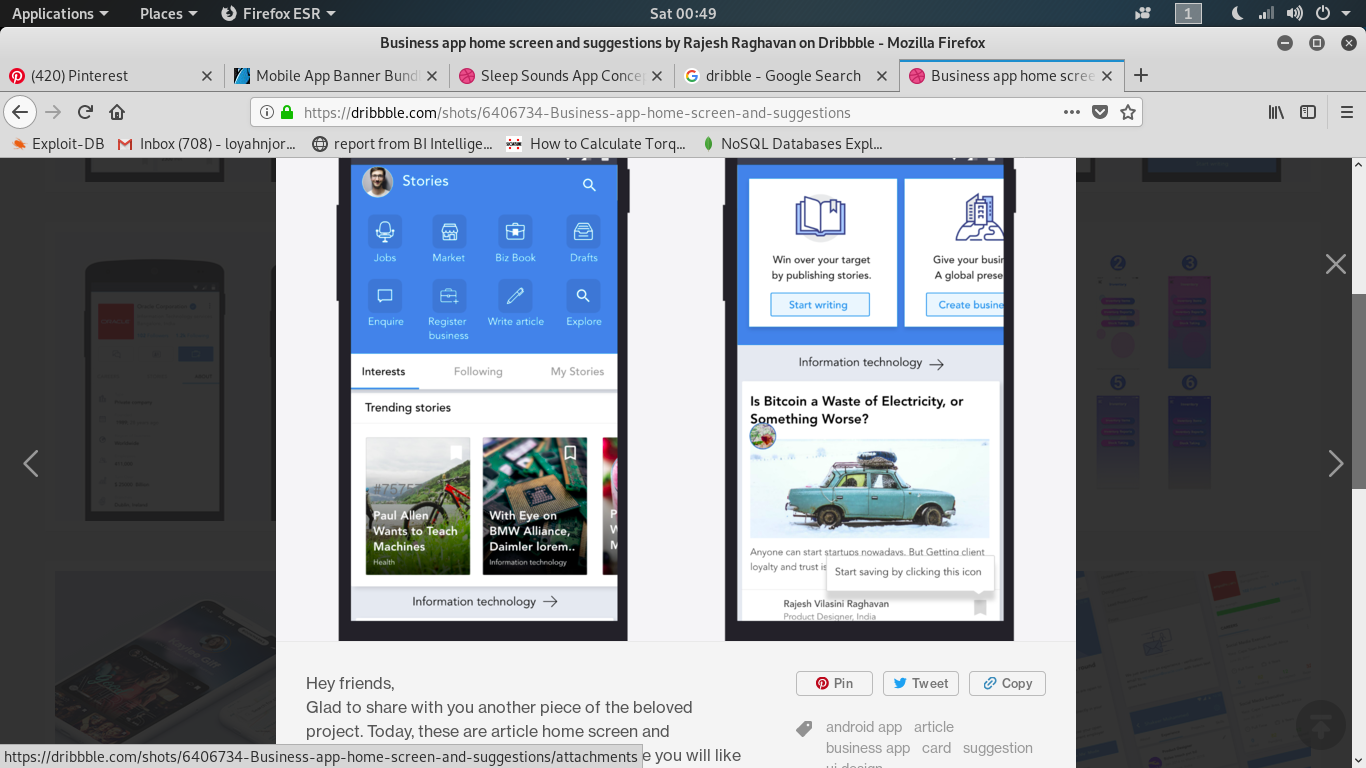 Applications Places Firefox ESR Sat 00:49 1
Business app home screen and suggestions by Rajesh Raghavan on Dribbble - Mozilla Firefox
(420) Pinterest Mobile App Banner Bundl Sleep Sounds App Concep dribble - Google Search Business app home scree
https://dribbble.com/shots/6406734-Business-app-home-screen-and-suggestions
Exploit-DB Inbox (708) - loyahnjor... report from BI Intellige... How to Calculate Torq... NoSQL Databases Expl...
Stories
Jobs Market Biz Book Drafts
Enquire Register business Write article Explore
Interests Following My Stories
Trending stories
#7575
Paul Allen
Wants to Teach
Machines
Health
With Eye on
BMW Alliance,
Daimler lorem..
Information technology
P
W
M
Information technology
Win over your target
by publishing stories.
Start writing
Give your busin
A global prese
Create busine
Information technology
Is Bitcoin a Waste of Electricity, or
Something Worse?
Anyone can start startups nowadays. But Getting client
loyalty and trust is
Start saving by clicking this icon
Rajesh Vilasini Raghavan
Product Designer, India
2 3
5 6
Hey friends,
Glad to share with you another piece of the beloved
project. Today, these are article home screen and
e you will like
Pin Tweet Copy
android app article
business app card suggestion
ui design
https://dribbble.com/shots/6406734-Business-app-home-screen-and-suggestions/attachments